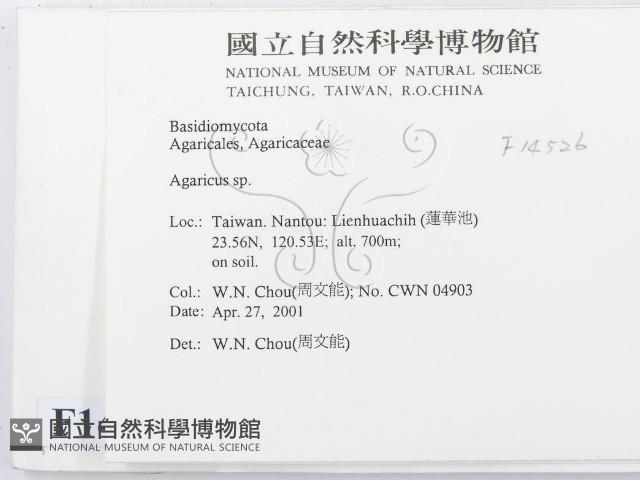 國立自然科學博物館
NATIONAL MUSEUM OF NATURAL SCIENCE
TAICHUNG, TAIWAN, R.O.CHINA
Basidiomycota
Agaricales, Agaricaceae
F14526
Agaricus sp.
Loc.: Taiwan. Nantou: Lienhuachih (蓮華池)
23.56N, 120.53E; alt. 700m;
on soil.
Col.: W.N. Chou(周文能); No. CWN 04903
Date: Apr. 27, 2001
Det.: W.N. Chou(周文能)
國立自然科學博物館
NATIONAL MUSEUM OF NATURAL SCIENCE